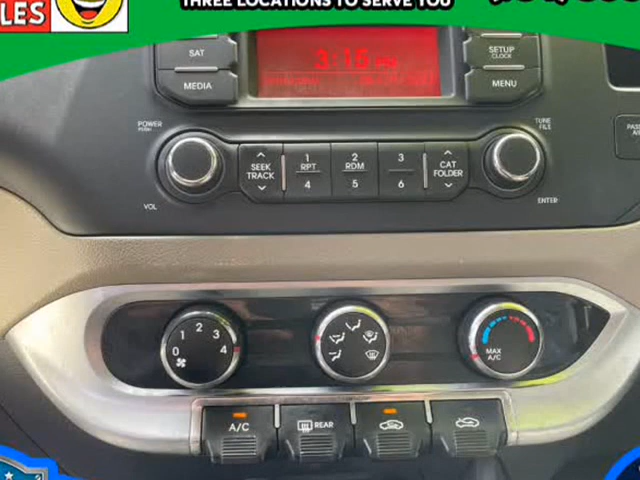 LES
THREE LOCATIONS TO SERVE YOU
SAT
MEDIA
3:15 PM
SETUP
CLOCK
MENU
POWER
PUSH
VOL
SEEK
TRACK
1
RPT
4
2
RDM
5
3
6
CAT
FOLDER
TUNE
FILE
ENTER
PASS
0 1 2 3 4
MAX
A/C
A/C
REAR